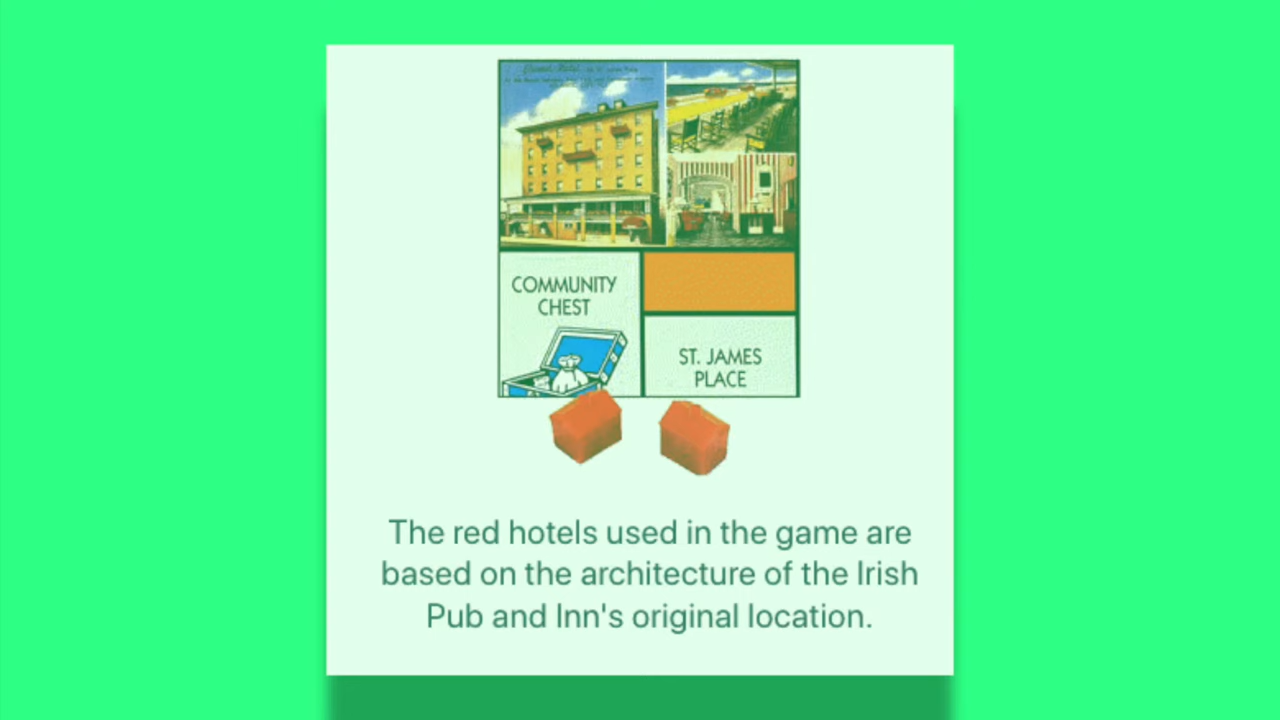 COMMUNITY
CHEST
ST. JAMES
PLACE
The red hotels used in the game are
based on the architecture of the Irish
Pub and Inn's original location.